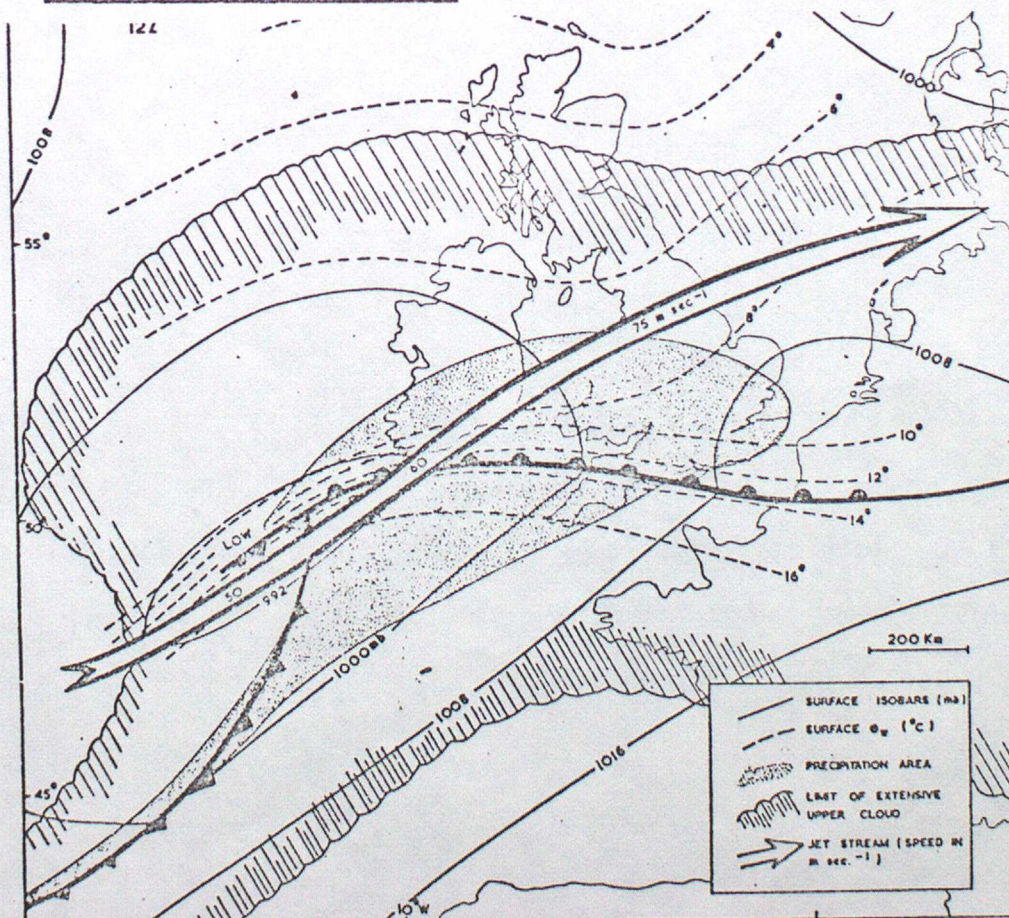 12Z
1008
1000
4°
6°
55°
75 m sec-1
8°
1008
10°
60
12°
50°
14°
LOW
16°
50
992
200 Km
1000mb
1008
SURFACE ISOBARS (mb)
SURFACE θw (°C)
1016
PRECIPITATION AREA
LIMIT OF EXTENSIVE
UPPER CLOUD
45°
JET STREAM (SPEED IN
m sec.-1)
10°W